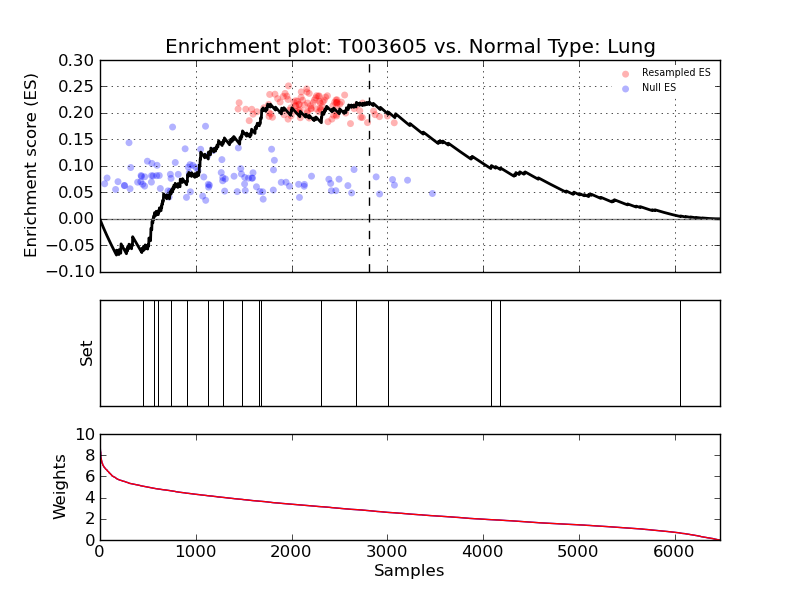 Enrichment plot: T003605 vs. Normal Type: Lung
Enrichment score (ES)
0.30
0.25
0.20
0.15
0.10
0.05
0.00
−0.05
−0.10
Resampled ES
Null ES
Set
Weights
10
8
6
4
2
0
0 1000 2000 3000 4000 5000 6000
Samples